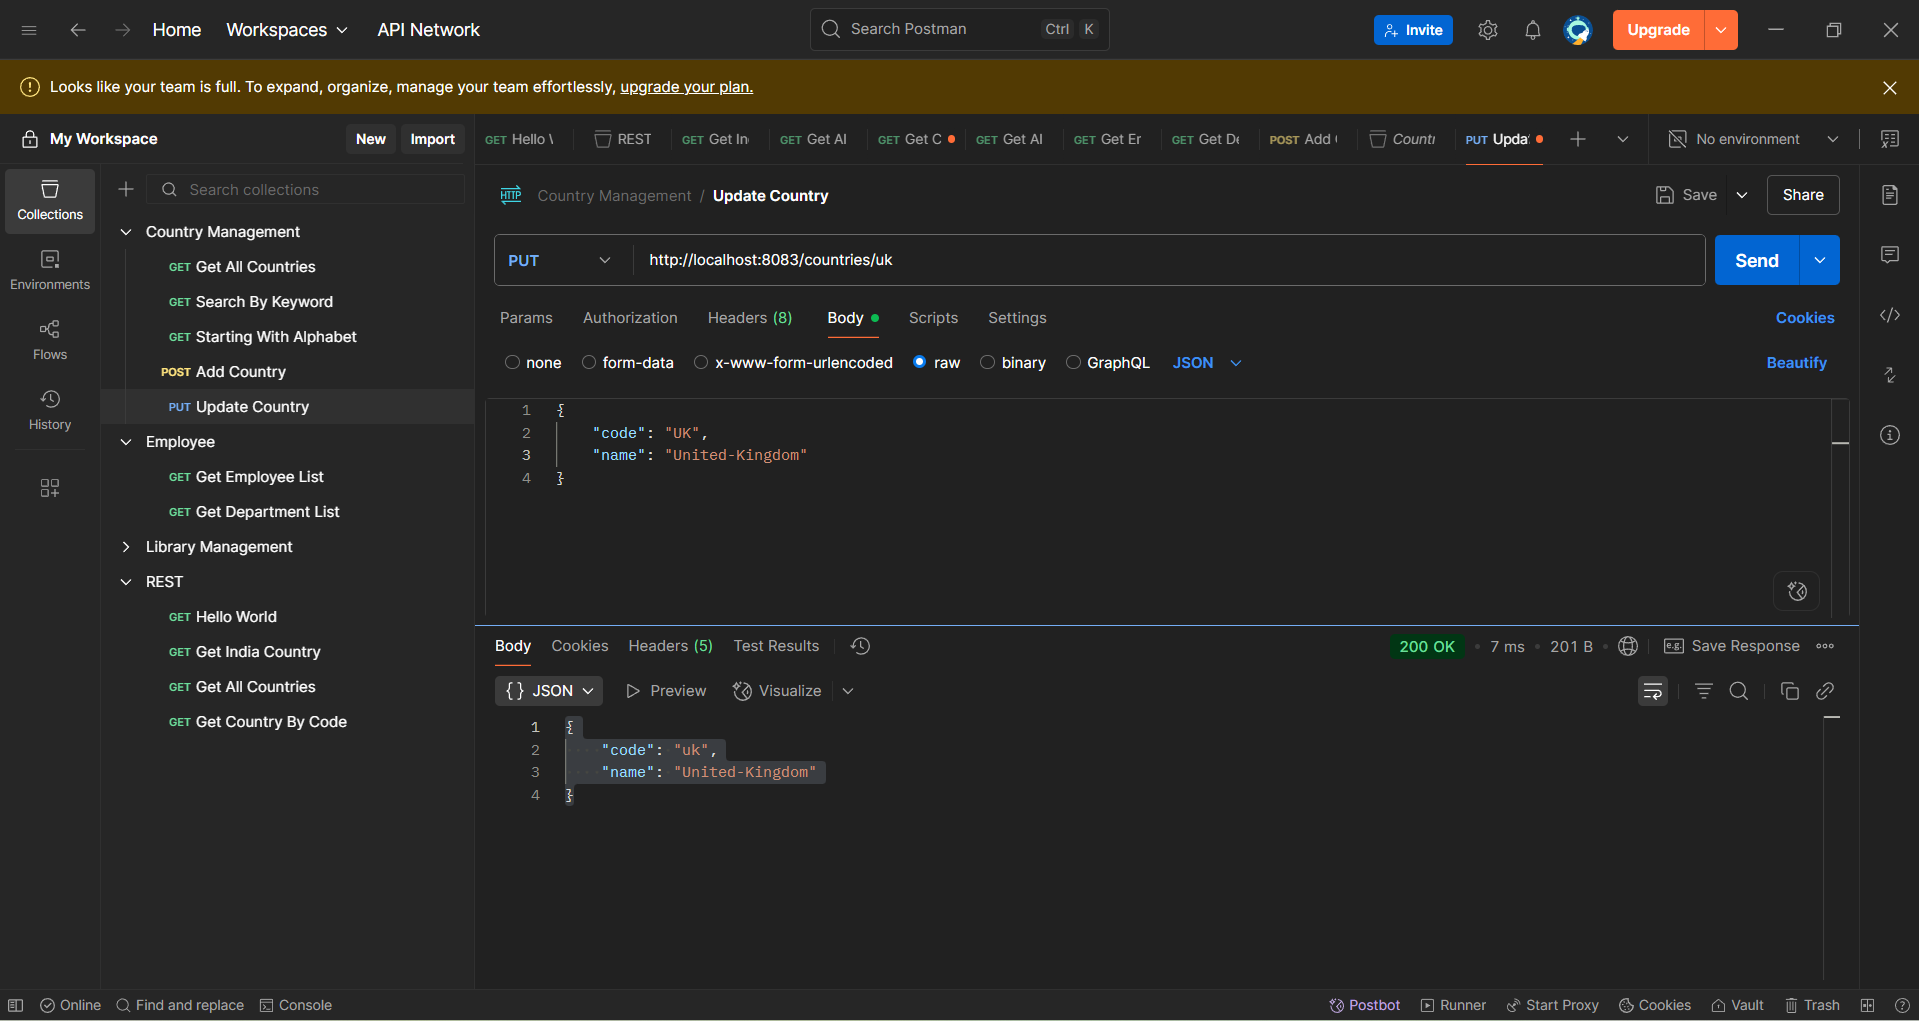 Home Workspaces API Network Search Postman Ctrl K Invite Upgrade
Looks like your team is full. To expand, organize, manage your team effortlessly, upgrade your plan.
My Workspace New Import GET Hello REST GET Get In GET Get Al GET Get C GET Get Al GET Get Er GET Get De POST Add Countr PUT Updat No environment
Collections
Environments
Flows
History
Search collections
Country Management
GET Get All Countries
GET Search By Keyword
GET Starting With Alphabet
POST Add Country
PUT Update Country
Employee
GET Get Employee List
GET Get Department List
Library Management
REST
GET Hello World
GET Get India Country
GET Get All Countries
GET Get Country By Code
HTTP Country Management / Update Country Save Share
PUT http://localhost:8083/countries/uk Send
Params Authorization Headers (8) Body Scripts Settings Cookies
none form-data x-www-form-urlencoded raw binary GraphQL JSON Beautify
1 {
2 "code": "UK",
3 "name": "United-Kingdom"
4 }
Body Cookies Headers (5) Test Results 200 OK • 7 ms • 201 B e.g. Save Response
{} JSON Preview Visualize
1 {
2 "code": "uk",
3 "name": "United-Kingdom"
4 }
Online Find and replace Console Postbot Runner Start Proxy Cookies Vault Trash